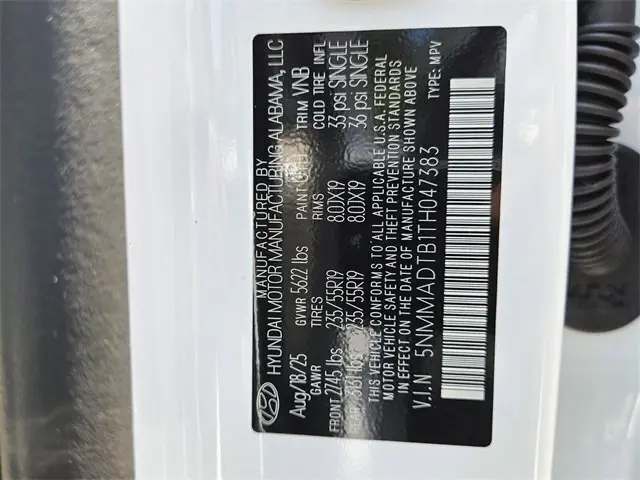 MANUFACTURED BY
HYUNDAI MOTOR MANUFACTURING ALABAMA, LLC
Aug/18/25 GVWR 5622 lbs PAINT TRIM VNB
GAWR TIRES RIMS COLD TIRE INFL.
FRONT 2745 lbs 235/55R19 8.0JX19 33 psi SINGLE
REAR 3131 lbs 235/55R19 8.0JX19 36 psi SINGLE
THIS VEHICLE CONFORMS TO ALL APPLICABLE U.S.A. FEDERAL
MOTOR VEHICLE SAFETY AND THEFT PREVENTION STANDARDS
IN EFFECT ON THE DATE OF MANUFACTURE SHOWN ABOVE
V.I.N 5NMMADTB1TH047383 TYPE: MPV